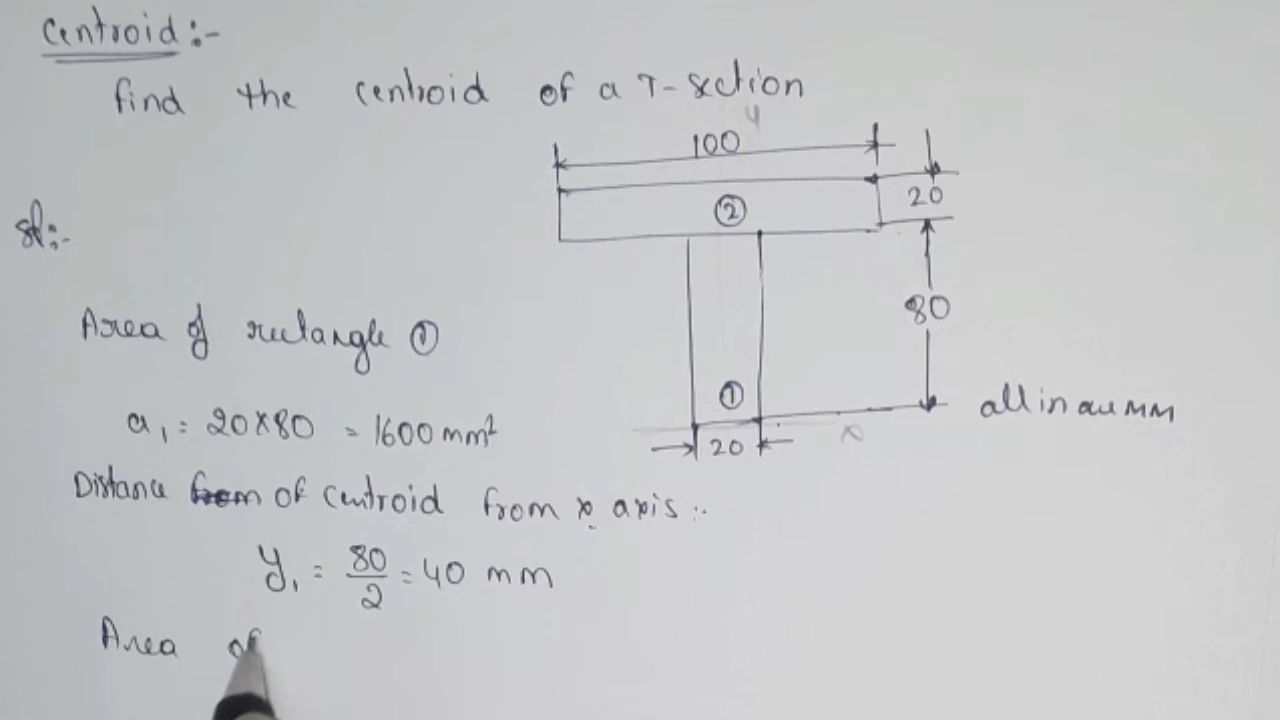 Centroid :-
find the centroid of a T-section
y
100
20
②
Sol:-
80
Area of rectangle ①
①
all in au MM
a₁ = 20×80 = 1600 mm²
20
x
Distance from of centroid from x axis :-
y₁ = 80/2 = 40 mm
Area of